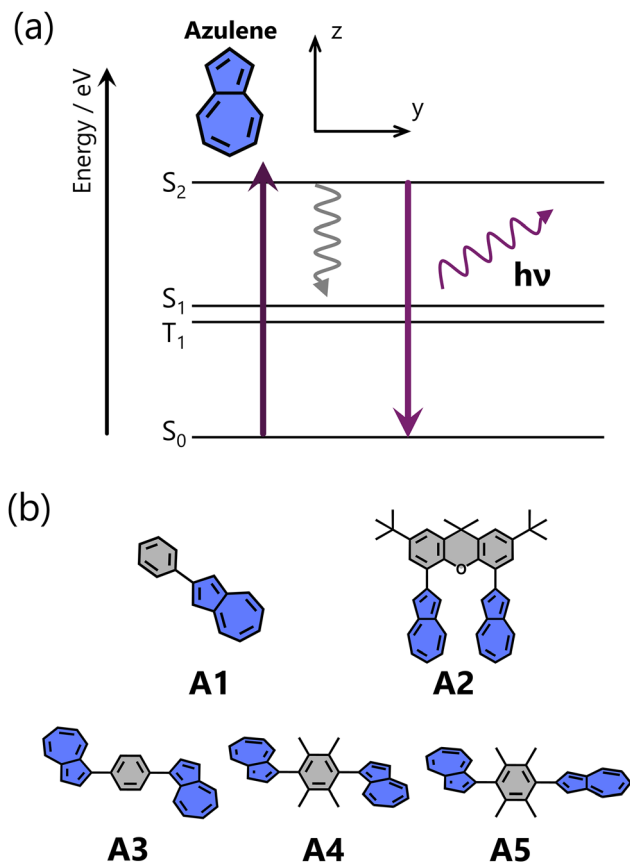 (a)
Azulene
z
y
Energy / eV
S2
hν
S1
T1
S0
(b)
O
A1
A2
A3
A4
A5